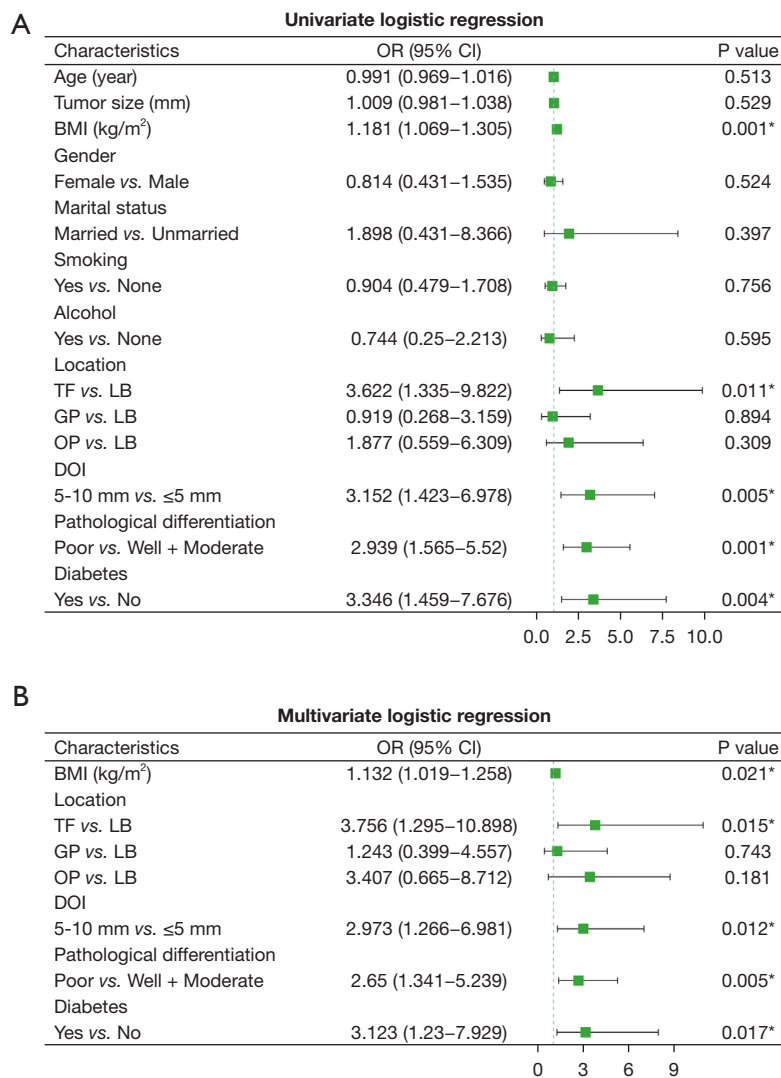 A
Univariate logistic regression
Characteristics OR (95% CI) P value
Age (year) 0.991 (0.969–1.016) 0.513
Tumor size (mm) 1.009 (0.981–1.038) 0.529
BMI (kg/m²) 1.181 (1.069–1.305) 0.001*
Gender
Female vs. Male 0.814 (0.431–1.535) 0.524
Marital status
Married vs. Unmarried 1.898 (0.431–8.366) 0.397
Smoking
Yes vs. None 0.904 (0.479–1.708) 0.756
Alcohol
Yes vs. None 0.744 (0.25–2.213) 0.595
Location
TF vs. LB 3.622 (1.335–9.822) 0.011*
GP vs. LB 0.919 (0.268–3.159) 0.894
OP vs. LB 1.877 (0.559–6.309) 0.309
DOI
5-10 mm vs. ≤5 mm 3.152 (1.423–6.978) 0.005*
Pathological differentiation
Poor vs. Well + Moderate 2.939 (1.565–5.52) 0.001*
Diabetes
Yes vs. No 3.346 (1.459–7.676) 0.004*
0.0 2.5 5.0 7.5 10.0
B
Multivariate logistic regression
Characteristics OR (95% CI) P value
BMI (kg/m²) 1.132 (1.019–1.258) 0.021*
Location
TF vs. LB 3.756 (1.295–10.898) 0.015*
GP vs. LB 1.243 (0.399–4.557) 0.743
OP vs. LB 3.407 (0.665–8.712) 0.181
DOI
5-10 mm vs. ≤5 mm 2.973 (1.266–6.981) 0.012*
Pathological differentiation
Poor vs. Well + Moderate 2.65 (1.341–5.239) 0.005*
Diabetes
Yes vs. No 3.123 (1.23–7.929) 0.017*
0 3 6 9